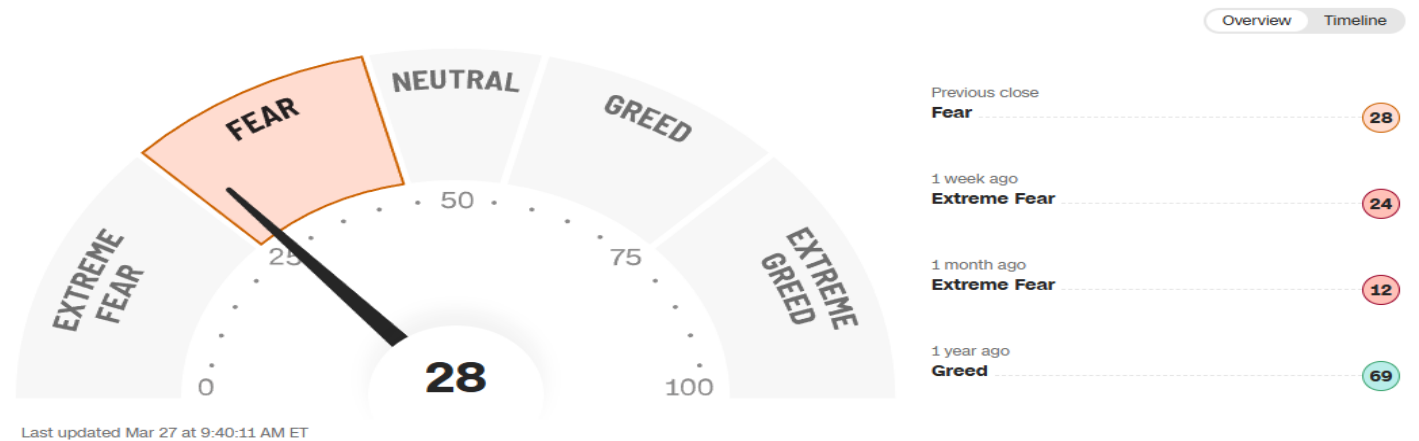 Overview
Timeline
EXTREME
FEAR
FEAR
NEUTRAL
GREED
EXTREME
GREED
0
25
50
75
100
28
Last updated Mar 27 at 9:40:11 AM ET
Previous close
Fear 28
1 week ago
Extreme Fear 24
1 month ago
Extreme Fear 12
1 year ago
Greed 69